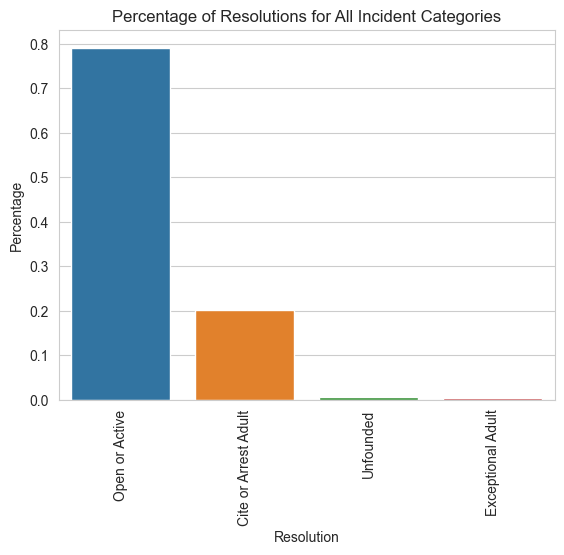 Percentage of Resolutions for All Incident Categories
0.8
0.7
0.6
0.5
0.4
0.3
0.2
0.1
0.0
Percentage
Open or Active
Cite or Arrest Adult
Unfounded
Exceptional Adult
Resolution